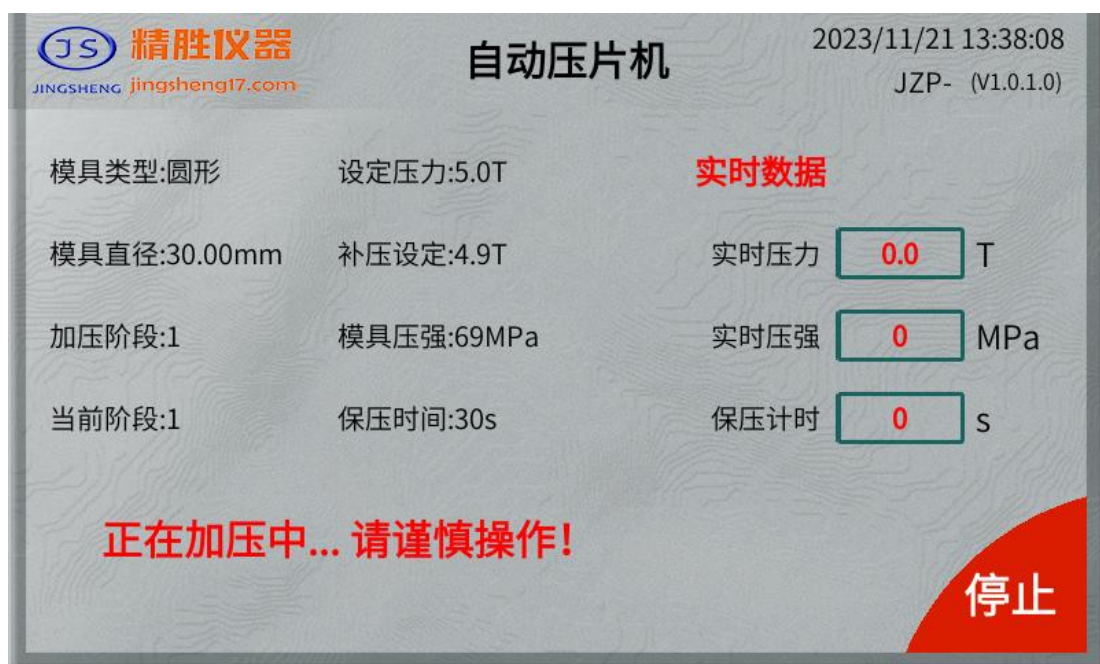 JS 精胜仪器
JINGSHENG jingsheng17.com
自动压片机
2023/11/21 13:38:08
JZP- (V1.0.1.0)
模具类型:圆形 设定压力:5.0T 实时数据
模具直径:30.00mm 补压设定:4.9T 实时压力 0.0 T
加压阶段:1 模具压强:69MPa 实时压强 0 MPa
当前阶段:1 保压时间:30s 保压计时 0 s
正在加压中... 请谨慎操作!
停止